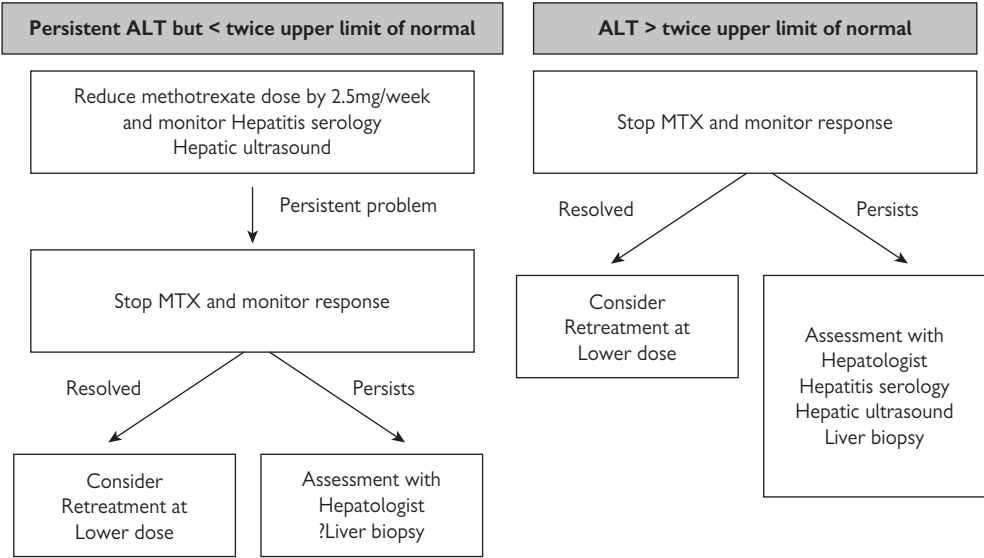 Persistent ALT but < twice upper limit of normal
Reduce methotrexate dose by 2.5mg/week
and monitor Hepatitis serology
Hepatic ultrasound
Persistent problem
Stop MTX and monitor response
Resolved
Persists
Consider
Retreatment at
Lower dose
Assessment with
Hepatologist
?Liver biopsy
ALT > twice upper limit of normal
Stop MTX and monitor response
Resolved
Persists
Consider
Retreatment at
Lower dose
Assessment with
Hepatologist
Hepatitis serology
Hepatic ultrasound
Liver biopsy